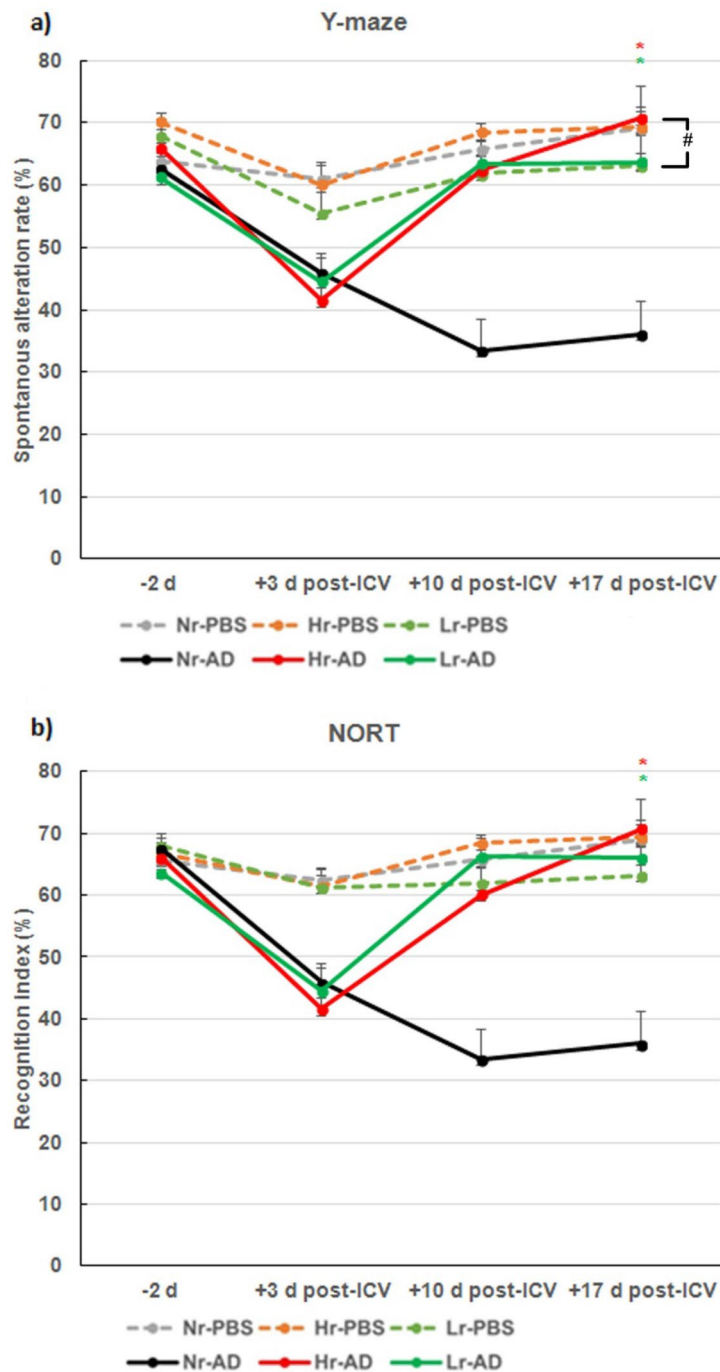 a)
Y-maze
*
*
#
80
70
60
50
40
30
20
10
0
Spontanous alteration rate (%)
-2 d +3 d post-ICV +10 d post-ICV +17 d post-ICV
Nr-PBS Hr-PBS Lr-PBS
Nr-AD Hr-AD Lr-AD
b)
NORT
*
*
80
70
60
50
40
30
20
10
0
Recognition Index (%)
-2 d +3 d post-ICV +10 d post-ICV +17 d post-ICV
Nr-PBS Hr-PBS Lr-PBS
Nr-AD Hr-AD Lr-AD